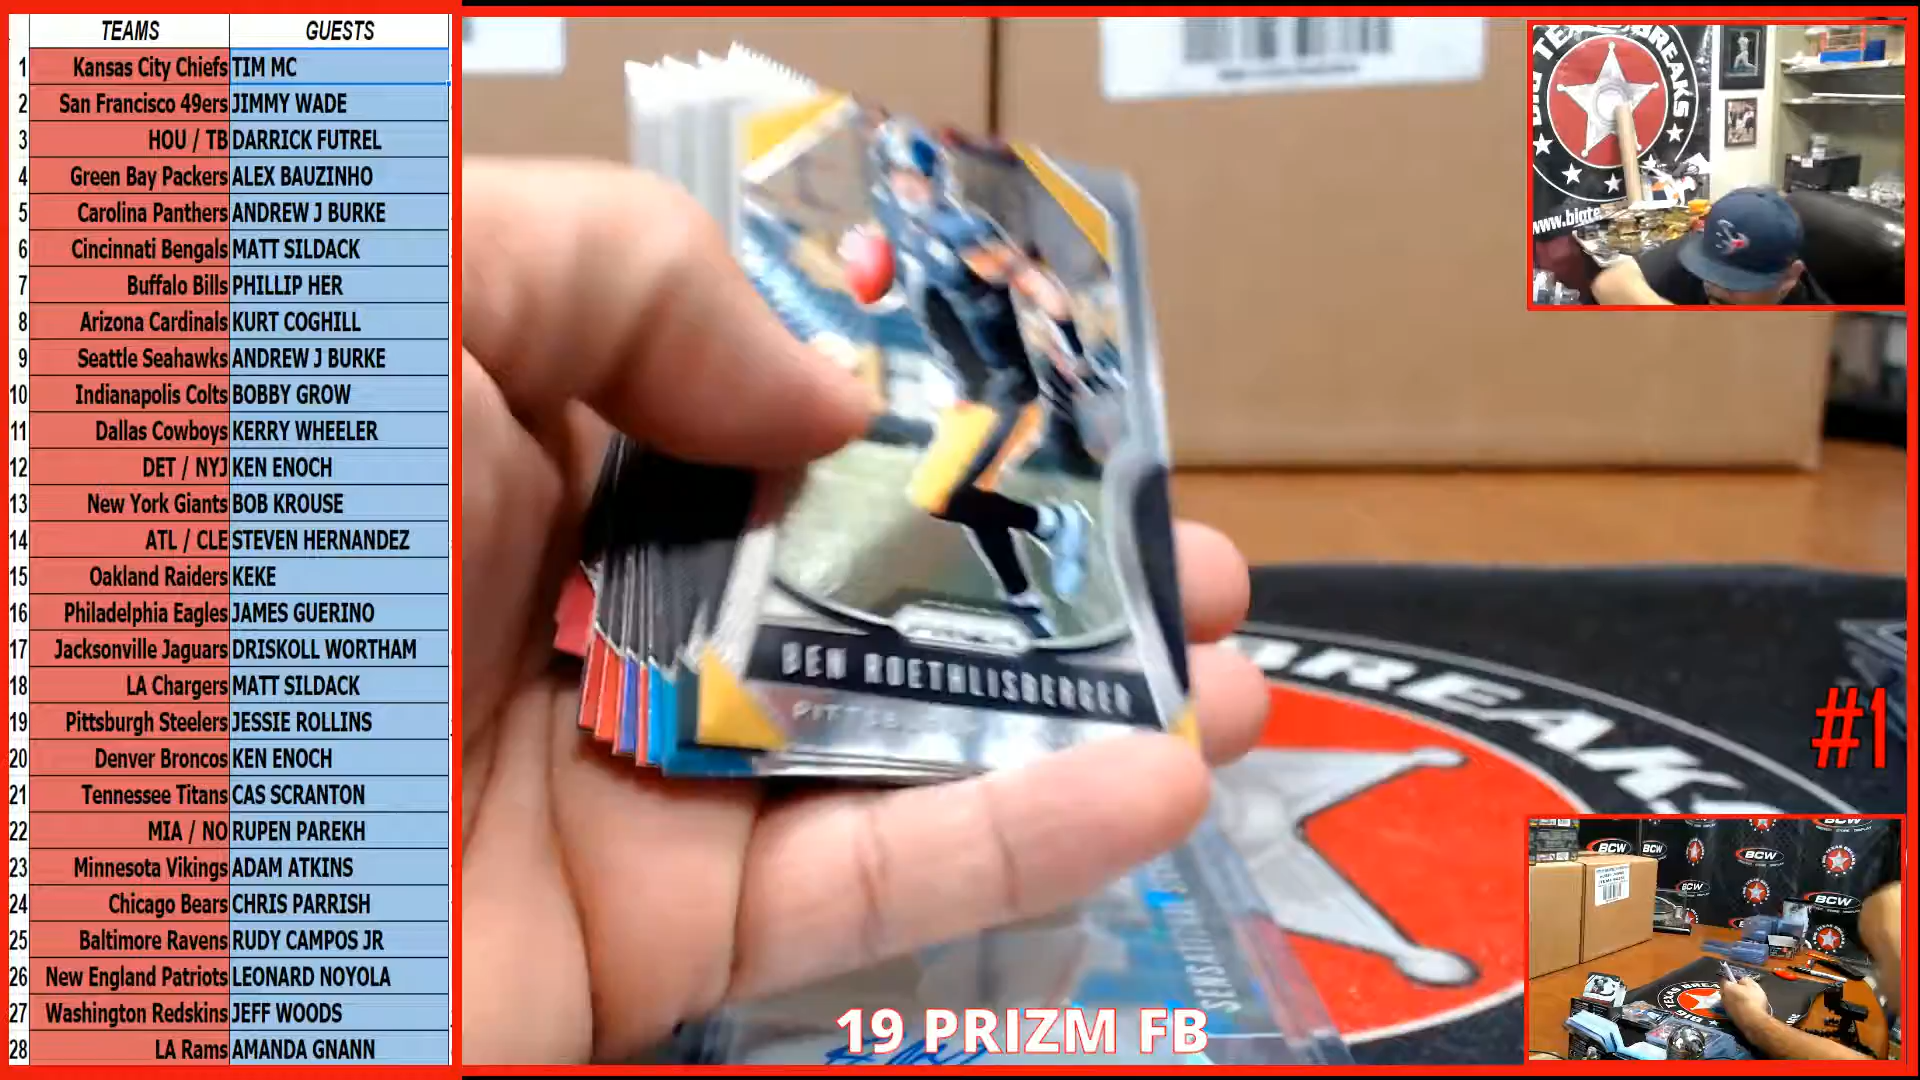 TEAMS GUESTS
1 Kansas City Chiefs TIM MC
2 San Francisco 49ers JIMMY WADE
3 HOU / TB DARRICK FUTREL
4 Green Bay Packers ALEX BAUZINHO
5 Carolina Panthers ANDREW J BURKE
6 Cincinnati Bengals MATT SILDACK
7 Buffalo Bills PHILLIP HER
8 Arizona Cardinals KURT COGHILL
9 Seattle Seahawks ANDREW J BURKE
10 Indianapolis Colts BOBBY GROW
11 Dallas Cowboys KERRY WHEELER
12 DET / NYJ KEN ENOCH
13 New York Giants BOB KROUSE
14 ATL / CLE STEVEN HERNANDEZ
15 Oakland Raiders KEKE
16 Philadelphia Eagles JAMES GUERINO
17 Jacksonville Jaguars DRISKOLL WORTHAM
18 LA Chargers MATT SILDACK
19 Pittsburgh Steelers JESSIE ROLLINS
20 Denver Broncos KEN ENOCH
21 Tennessee Titans CAS SCRANTON
22 MIA / NO RUPEN PAREKH
23 Minnesota Vikings ADAM ATKINS
24 Chicago Bears CHRIS PARRISH
25 Baltimore Ravens RUDY CAMPOS JR
26 New England Patriots LEONARD NOYOLA
27 Washington Redskins JEFF WOODS
28 LA Rams AMANDA GNANN
BEN ROETHLISBERGER
BREAKS
#1
19 PRIZM FB
BREAKS
www.bigte
BCW
BCW
BCW
BCW
BCW
TEXAS BREAKS
BIG